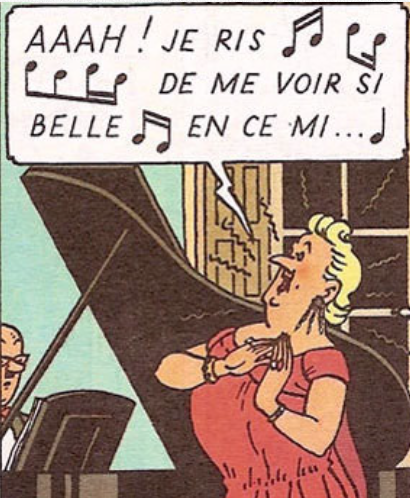 AAAH ! JE RIS
DE ME VOIR SI
BELLE EN CE MI...